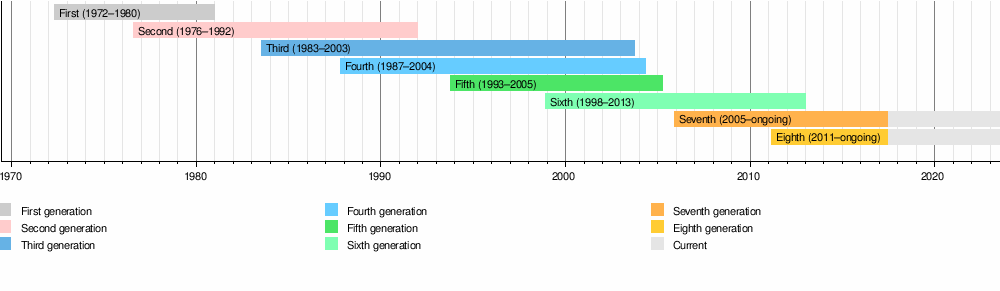 First (1972–1980)
Second (1976–1992)
Third (1983–2003)
Fourth (1987–2004)
Fifth (1993–2005)
Sixth (1998–2013)
Seventh (2005–ongoing)
Eighth (2011–ongoing)
1970 1980 1990 2000 2010 2020
First generation Fourth generation Seventh generation
Second generation Fifth generation Eighth generation
Third generation Sixth generation Current